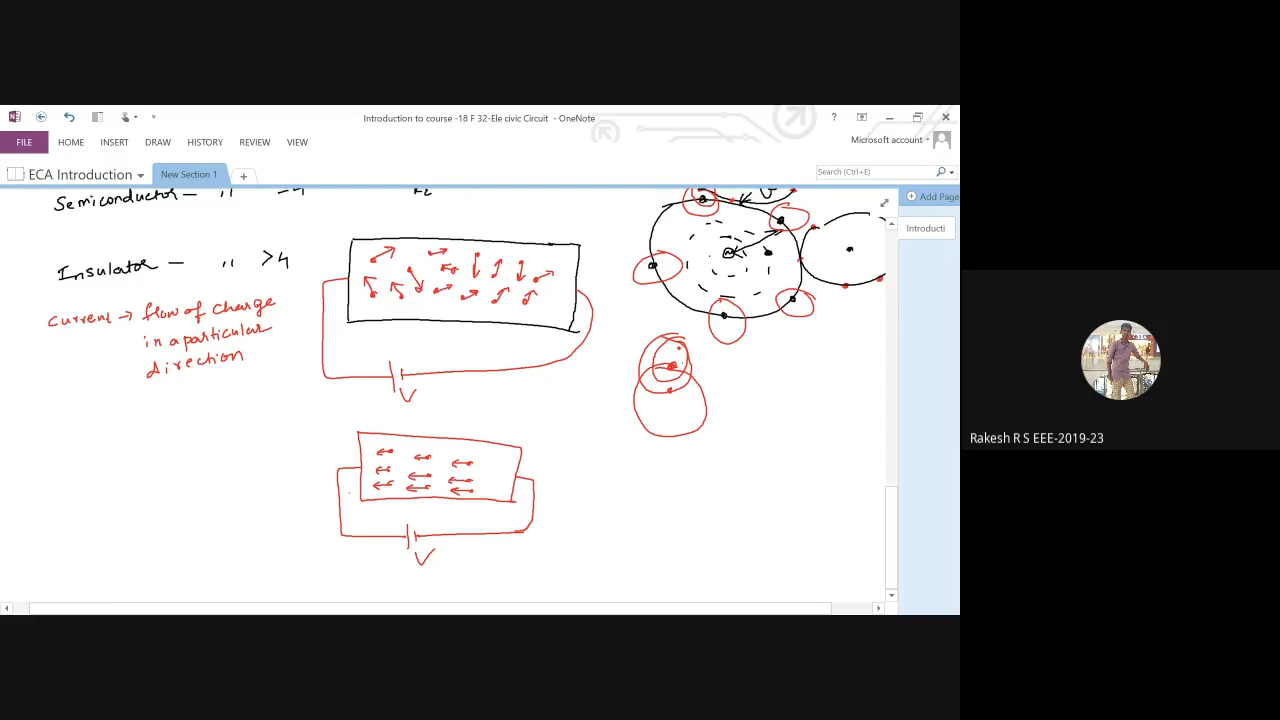 Introduction to course -18 F 32-Ele civic Circuit - OneNote
FILE HOME INSERT DRAW HISTORY REVIEW VIEW
Microsoft account
ECA Introduction
New Section 1
Search (Ctrl+E)
Add Page
Introducti
Semiconductor - ,,
Insulator - ,, >4
Current → flow of charge
in a particular
direction
V
V
Rakesh R S EEE-2019-23